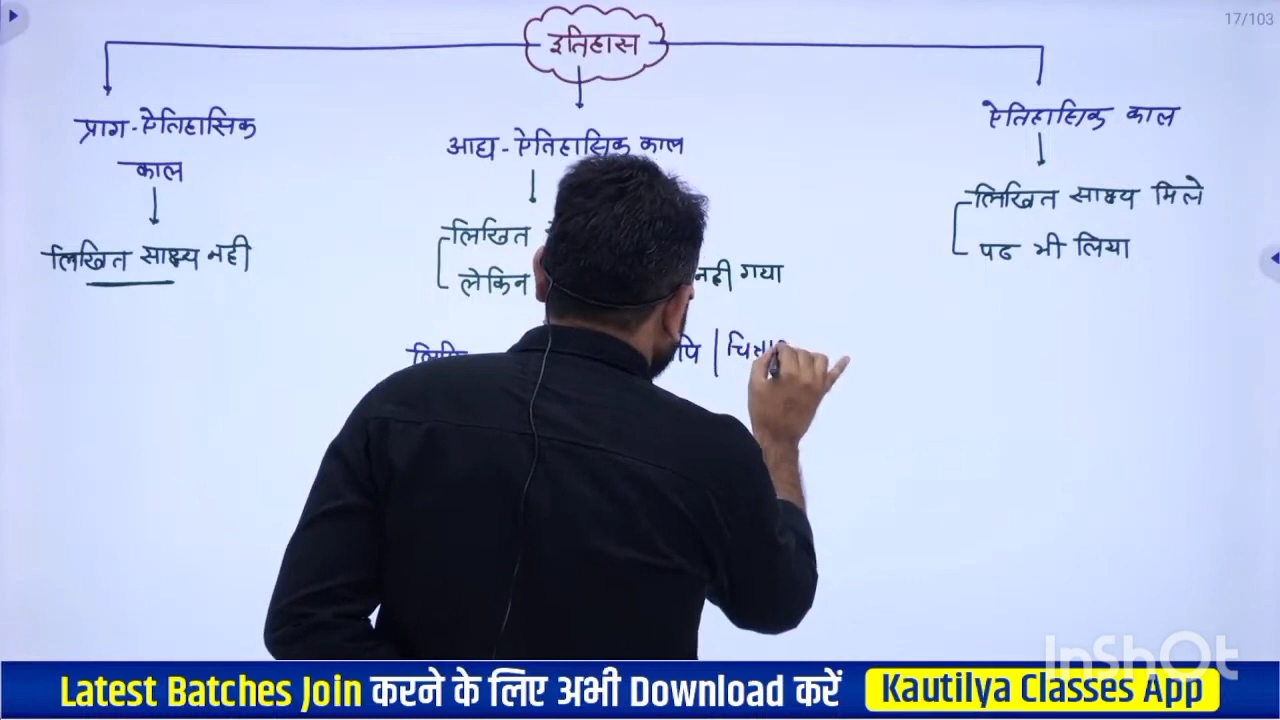 17/103
इतिहास
प्राग-ऐतिहासिक
काल
लिखित साक्ष्य नही
आद्य-ऐतिहासिक काल
लिखित
लेकिन नही गया
ऐतिहासिक काल
लिखित साक्ष्य मिले
पढ भी लिया
Latest Batches Join करने के लिए अभी Download करें
Kautilya Classes App
InShOt